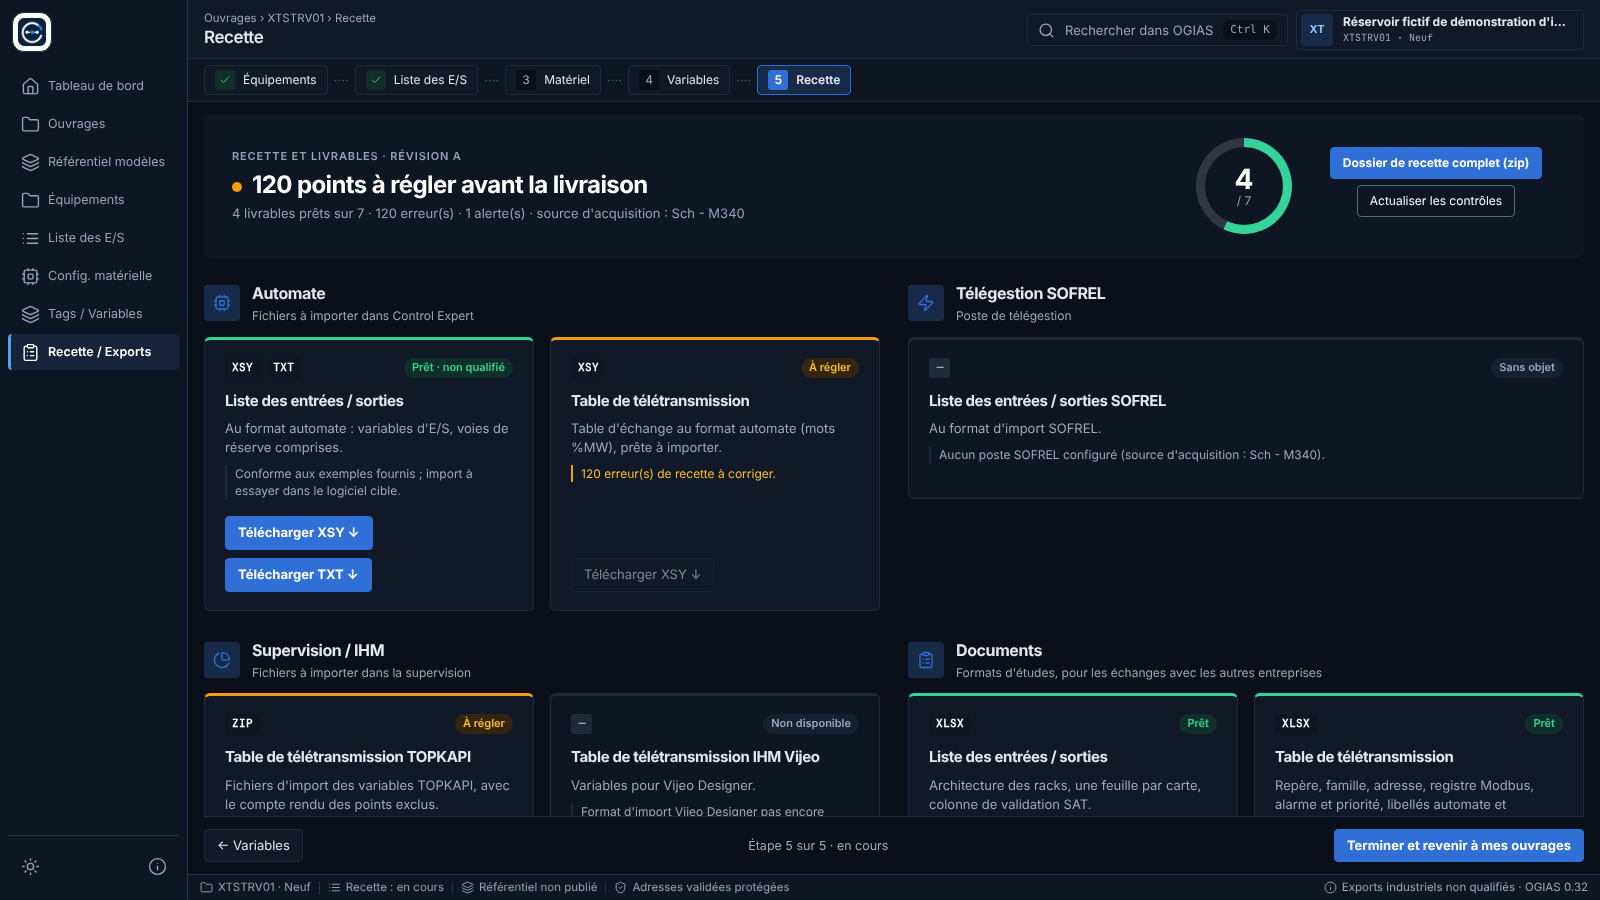 Ouvrages › XTSTRV01 › Recette
Recette
Rechercher dans OGIAS
Ctrl K
XT
Réservoir fictif de démonstration d'i...
XTSTRV01 · Neuf
Tableau de bord
Ouvrages
Référentiel modèles
Équipements
Liste des E/S
Config. matérielle
Tags / Variables
Recette / Exports
Équipements
Liste des E/S
3 Matériel
4 Variables
5 Recette
RECETTE ET LIVRABLES · RÉVISION A
120 points à régler avant la livraison
4 livrables prêts sur 7 · 120 erreur(s) · 1 alerte(s) · source d'acquisition : Sch - M340
4
/ 7
Dossier de recette complet (zip)
Actualiser les contrôles
Automate
Fichiers à importer dans Control Expert
XSY TXT
Prêt · non qualifié
Liste des entrées / sorties
Au format automate : variables d'E/S, voies de
réserve comprises.
Conforme aux exemples fournis ; import à
essayer dans le logiciel cible.
Télécharger XSY ↓
Télécharger TXT ↓
XSY
À régler
Table de télétransmission
Table d'échange au format automate (mots
%MW), prête à importer.
120 erreur(s) de recette à corriger.
Télécharger XSY ↓
Télégestion SOFREL
Poste de télégestion
–
Sans objet
Liste des entrées / sorties SOFREL
Au format d'import SOFREL.
Aucun poste SOFREL configuré (source d'acquisition : Sch - M340).
Supervision / IHM
Fichiers à importer dans la supervision
ZIP
À régler
Table de télétransmission TOPKAPI
Fichiers d'import des variables TOPKAPI, avec
le compte rendu des points exclus.
–
Non disponible
Table de télétransmission IHM Vijeo
Variables pour Vijeo Designer.
Format d'import Vijeo Designer pas encore
Documents
Formats d'études, pour les échanges avec les autres entreprises
XLSX
Prêt
Liste des entrées / sorties
Architecture des racks, une feuille par carte,
colonne de validation SAT.
XLSX
Prêt
Table de télétransmission
Repère, famille, adresse, registre Modbus,
alarme et priorité, libellés automate et
← Variables
Étape 5 sur 5 · en cours
Terminer et revenir à mes ouvrages
XTSTRV01 · Neuf
Recette : en cours
Référentiel non publié
Adresses validées protégées
Exports industriels non qualifiés · OGIAS 0.32